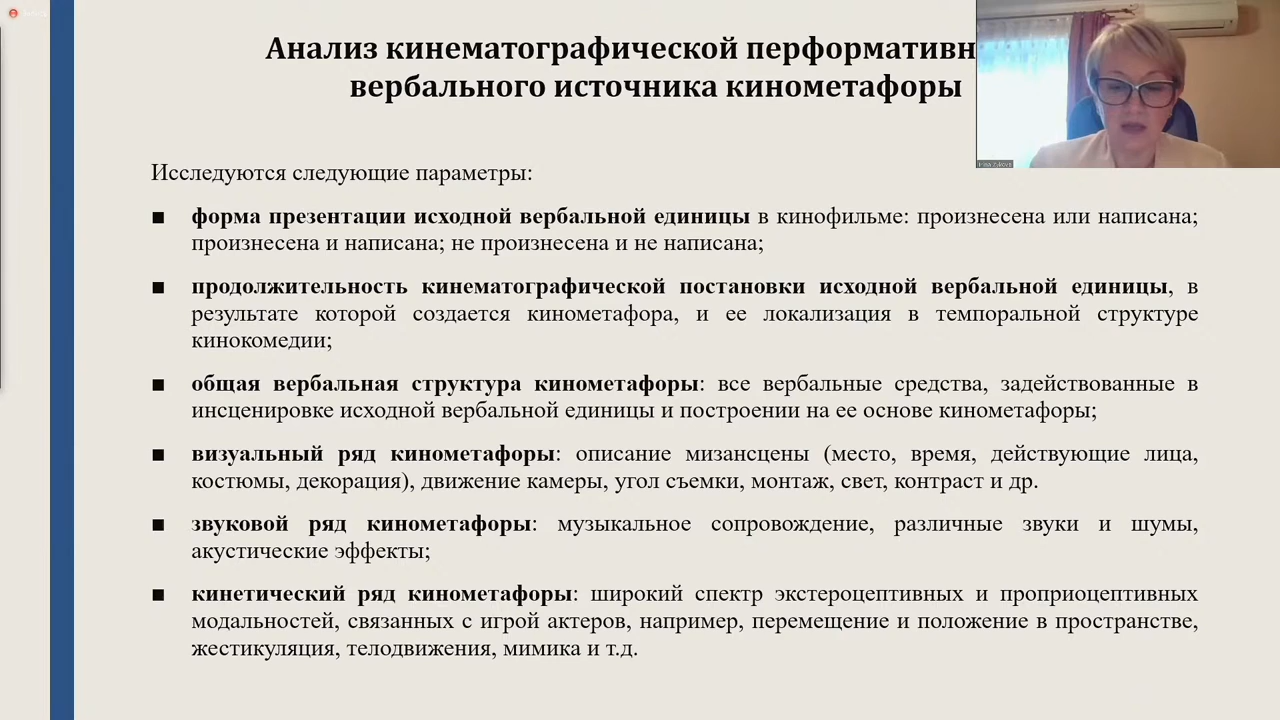 Анализ кинематографической перформативн
вербального источника кинометафоры
Исследуются следующие параметры:
■ форма презентации исходной вербальной единицы в кинофильме: произнесена или написана;
произнесена и написана; не произнесена и не написана;
■ продолжительность кинематографической постановки исходной вербальной единицы, в
результате которой создается кинометафора, и ее локализация в темпоральной структуре
кинокомедии;
■ общая вербальная структура кинометафоры: все вербальные средства, задействованные в
инсценировке исходной вербальной единицы и построении на ее основе кинометафоры;
■ визуальный ряд кинометафоры: описание мизансцены (место, время, действующие лица,
костюмы, декорация), движение камеры, угол съемки, монтаж, свет, контраст и др.
■ звуковой ряд кинометафоры: музыкальное сопровождение, различные звуки и шумы,
акустические эффекты;
■ кинетический ряд кинометафоры: широкий спектр экстероцептивных и проприоцептивных
модальностей, связанных с игрой актеров, например, перемещение и положение в пространстве,
жестикуляция, телодвижения, мимика и т.д.